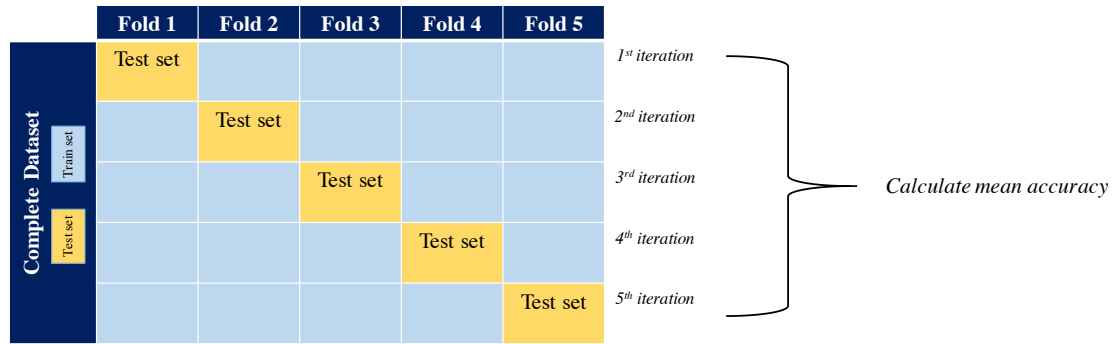 Fold 1 Fold 2 Fold 3 Fold 4 Fold 5
Complete Dataset
Train set
Test set
Test set
1st iteration
Test set
2nd iteration
Test set
3rd iteration
Test set
4th iteration
Test set
5th iteration
Calculate mean accuracy